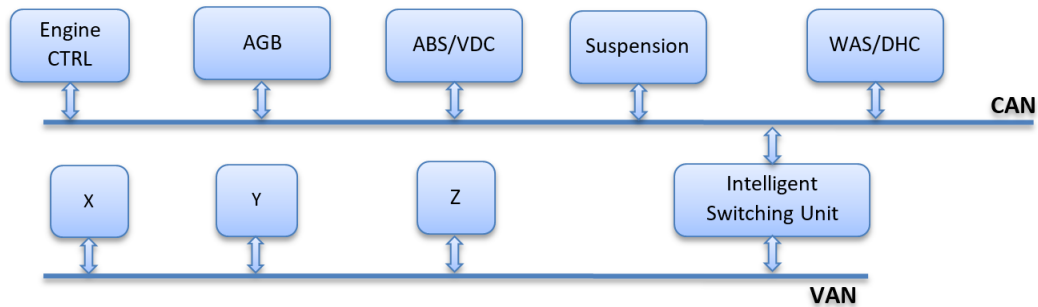 Engine
CTRL
AGB
ABS/VDC
Suspension
WAS/DHC
CAN
X
Y
Z
Intelligent
Switching Unit
VAN